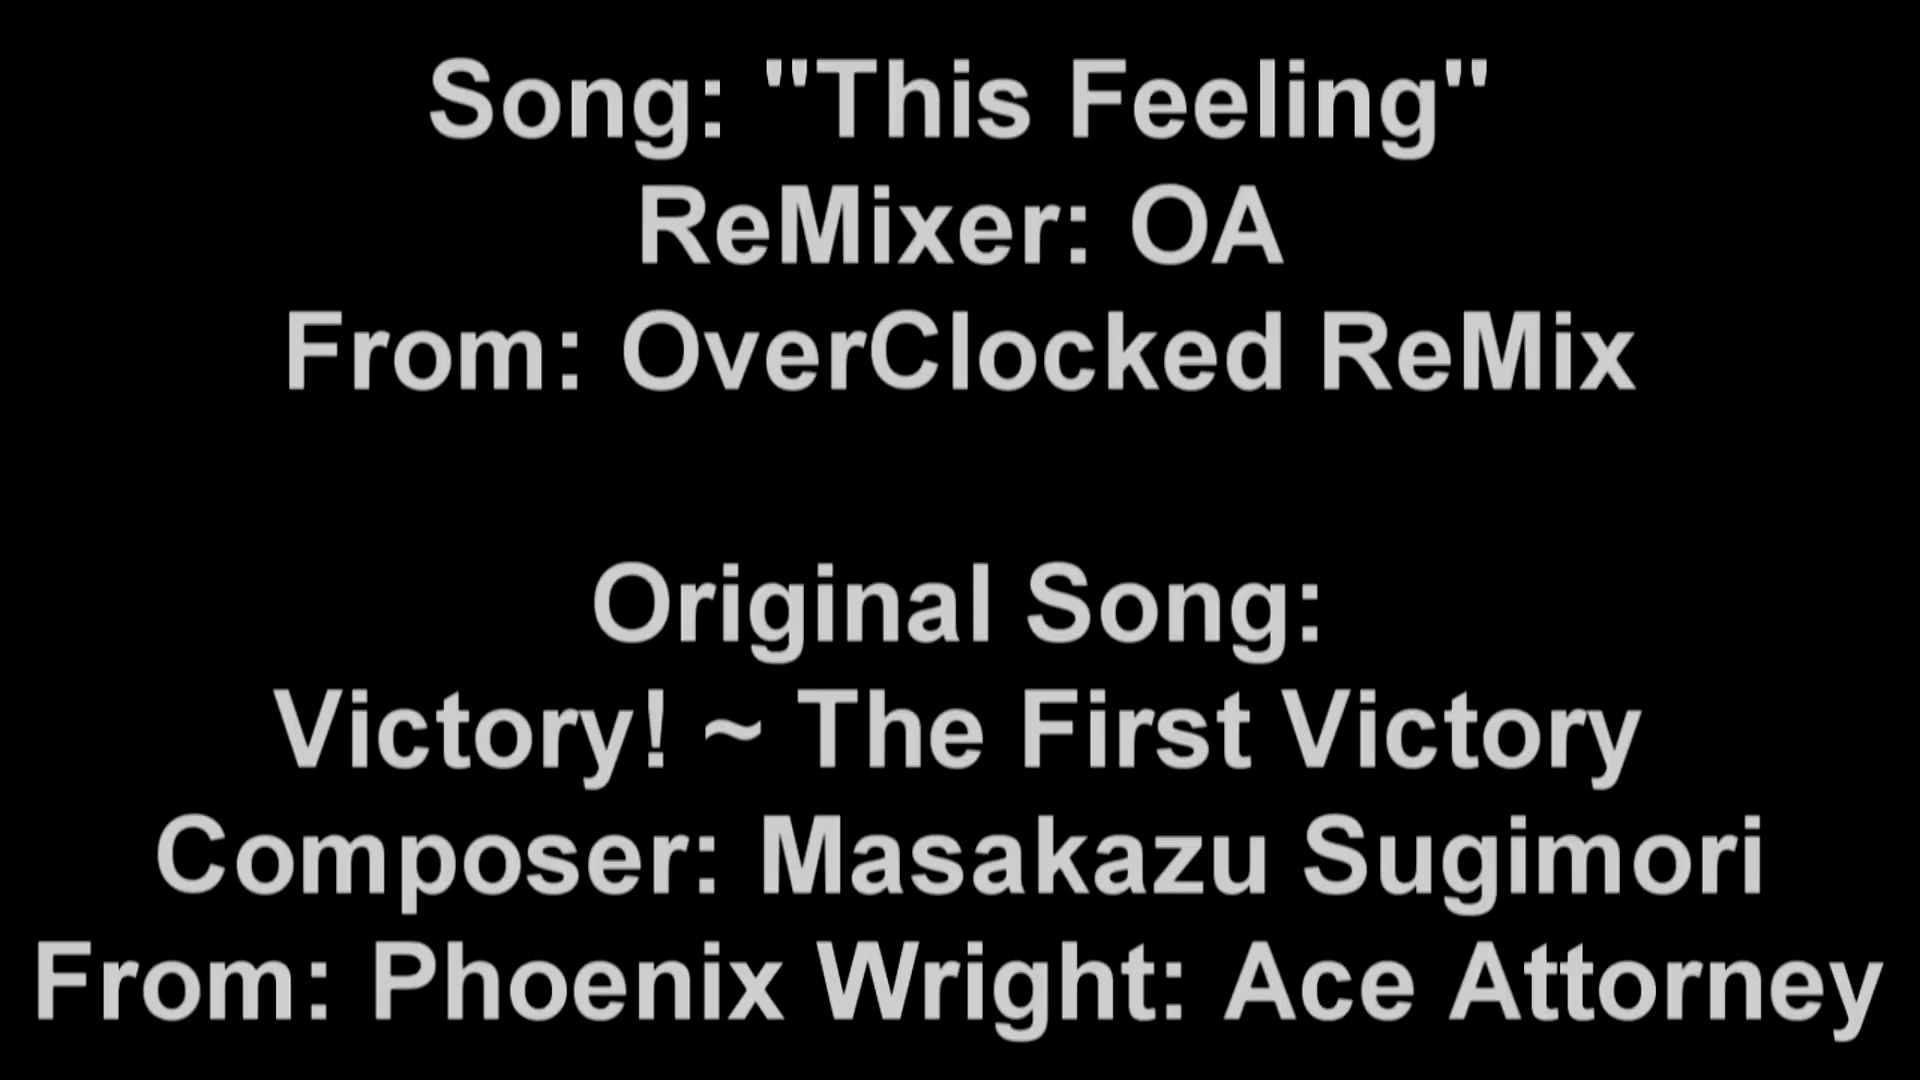 Song: "This Feeling"
ReMixer: OA
From: OverClocked ReMix
Original Song:
Victory! ~ The First Victory
Composer: Masakazu Sugimori
From: Phoenix Wright: Ace Attorney